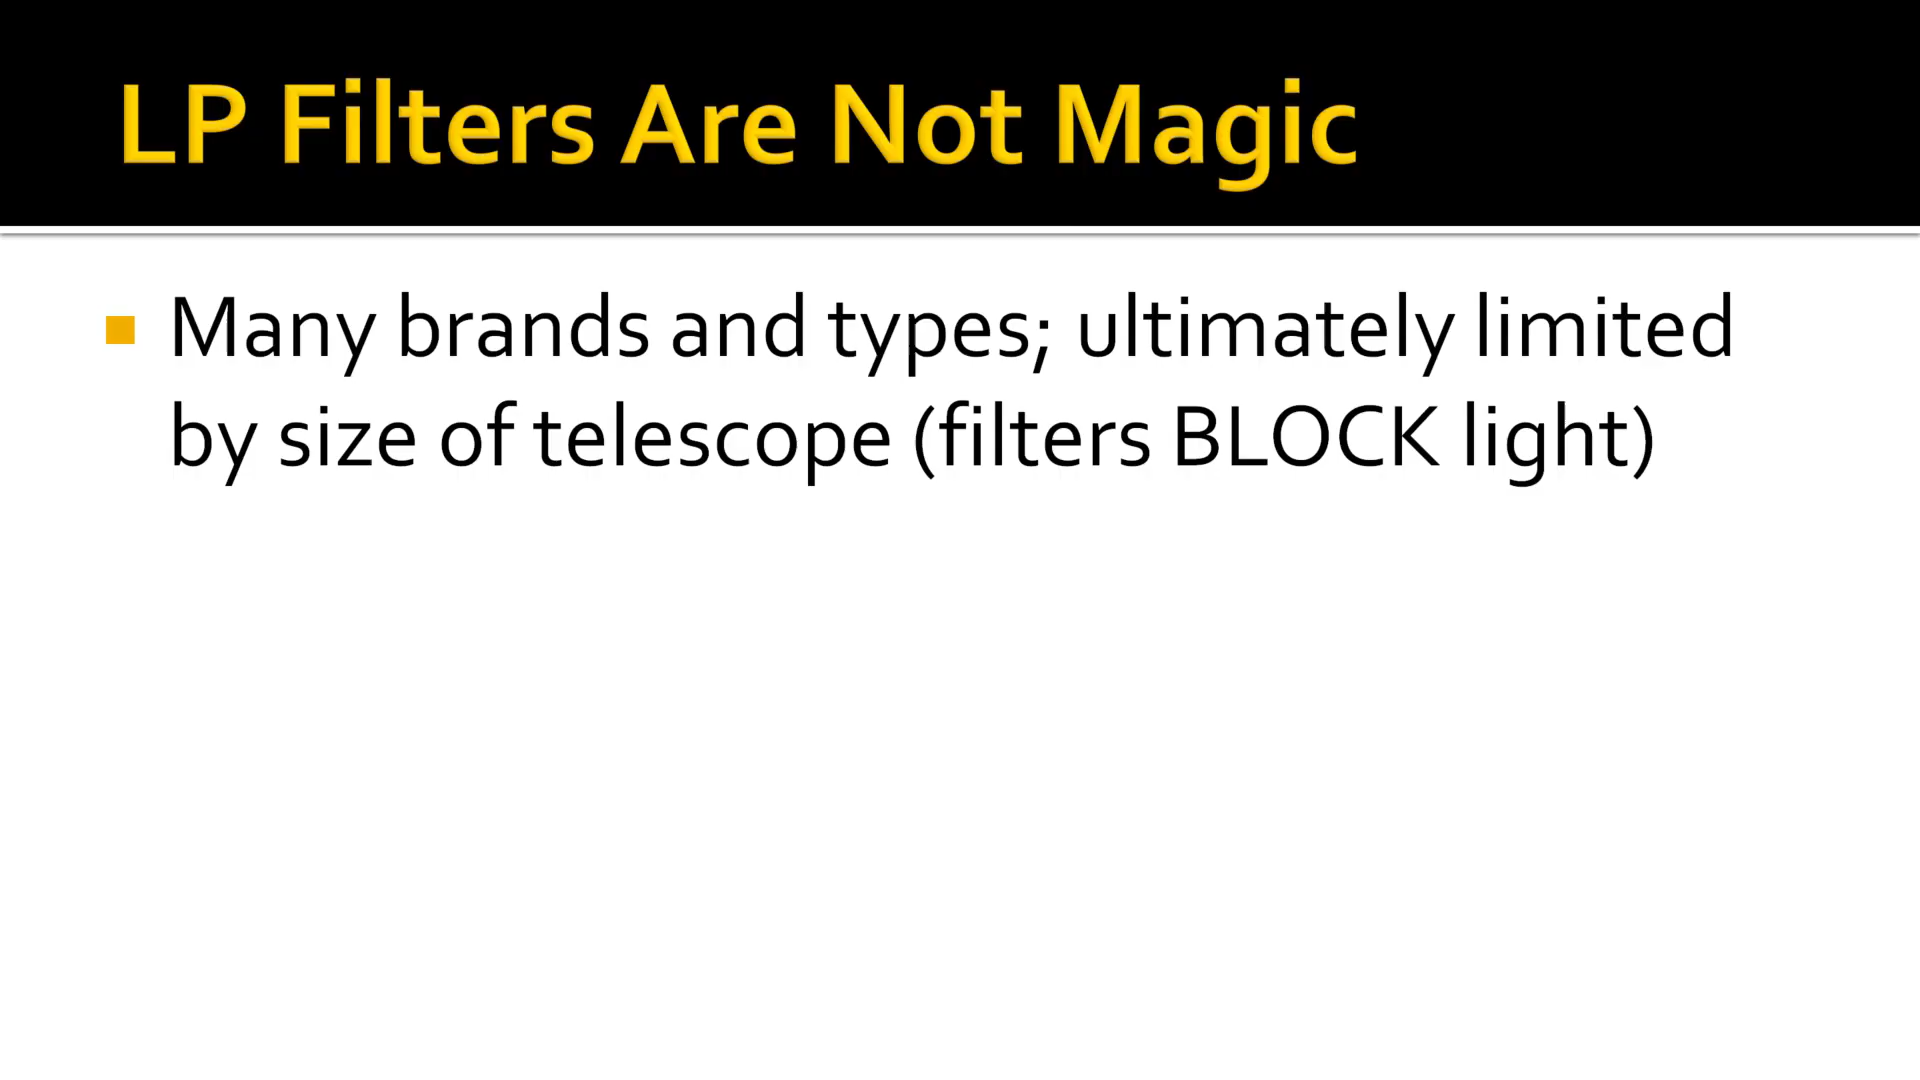 LP Filters Are Not Magic
Many brands and types; ultimately limited
by size of telescope (filters BLOCK light)